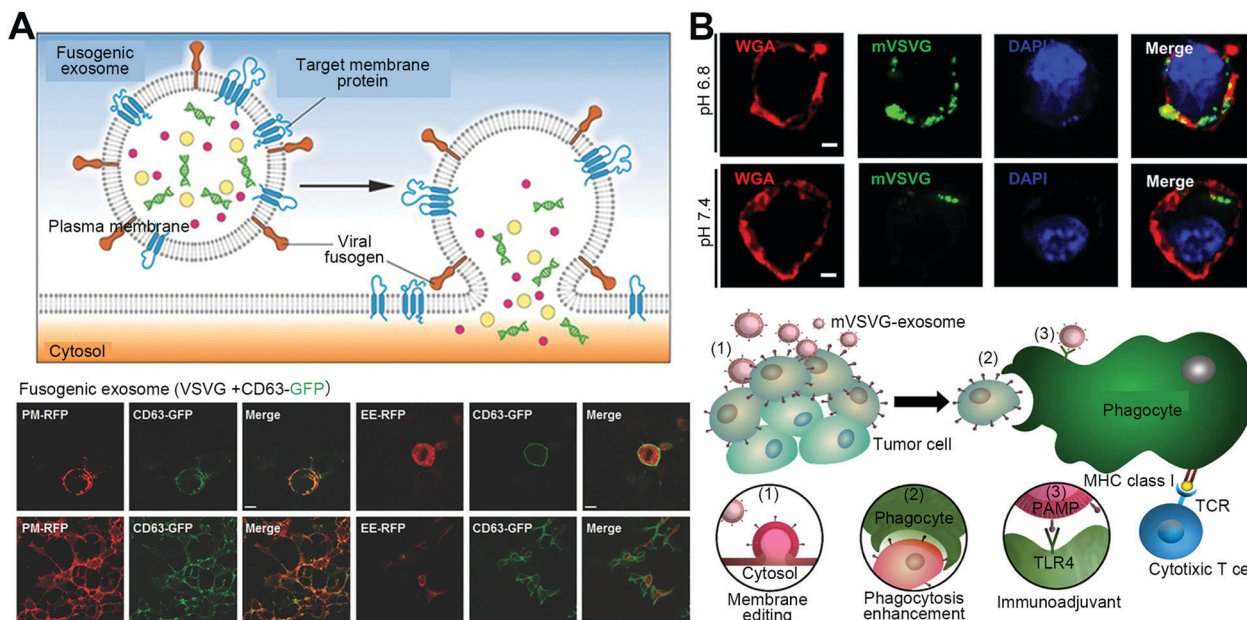 A
Fusogenic
exosome
Target membrane
protein
Plasma membrane
Viral
fusogen
Cytosol
Fusogenic exosome (VSVG +CD63-GFP)
PM-RFP
CD63-GFP
Merge
EE-RFP
CD63-GFP
Merge
PM-RFP
CD63-GFP
Merge
EE-RFP
CD63-GFP
Merge
B
pH 6.8
WGA
mVSVG
DAPI
Merge
pH 7.4
WGA
mVSVG
DAPI
Merge
mVSVG-exosome
(1)
(2)
(3)
Phagocyte
Tumor cell
MHC class I
TCR
Cytotixic T ce
(1)
Cytosol
Membrane
editing
(2)
Phagocyte
Phagocytosis
enhancement
(3)
PAMP
TLR4
Immunoadjuvant